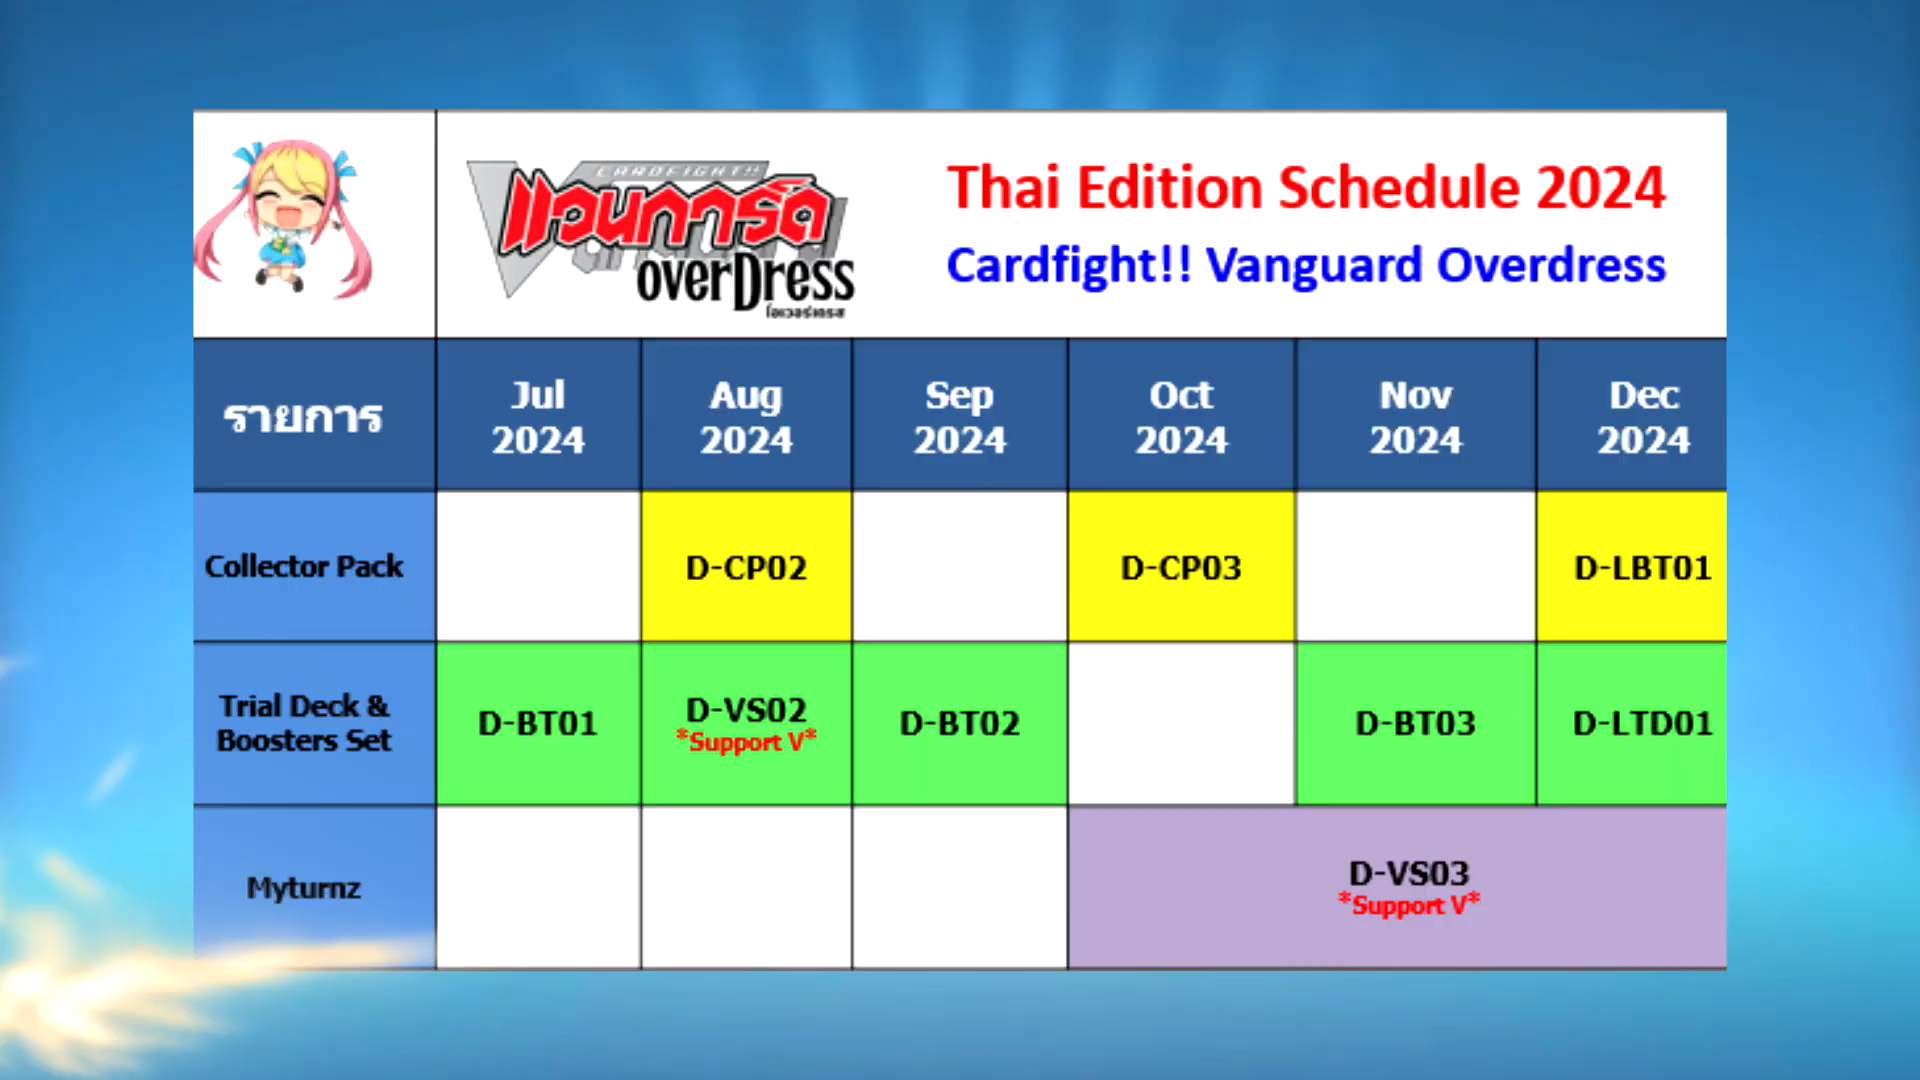 CARDFIGHT!!
แวนการ์ด
overDress
โอเวอร์เดรส
Thai Edition Schedule 2024
Cardfight!! Vanguard Overdress
รายการ
Jul
2024
Aug
2024
Sep
2024
Oct
2024
Nov
2024
Dec
2024
Collector Pack
D-CP02
D-CP03
D-LBT01
Trial Deck &
Boosters Set
D-BT01
D-VS02
*Support V*
D-BT02
D-BT03
D-LTD01
Myturnz
D-VS03
*Support V*